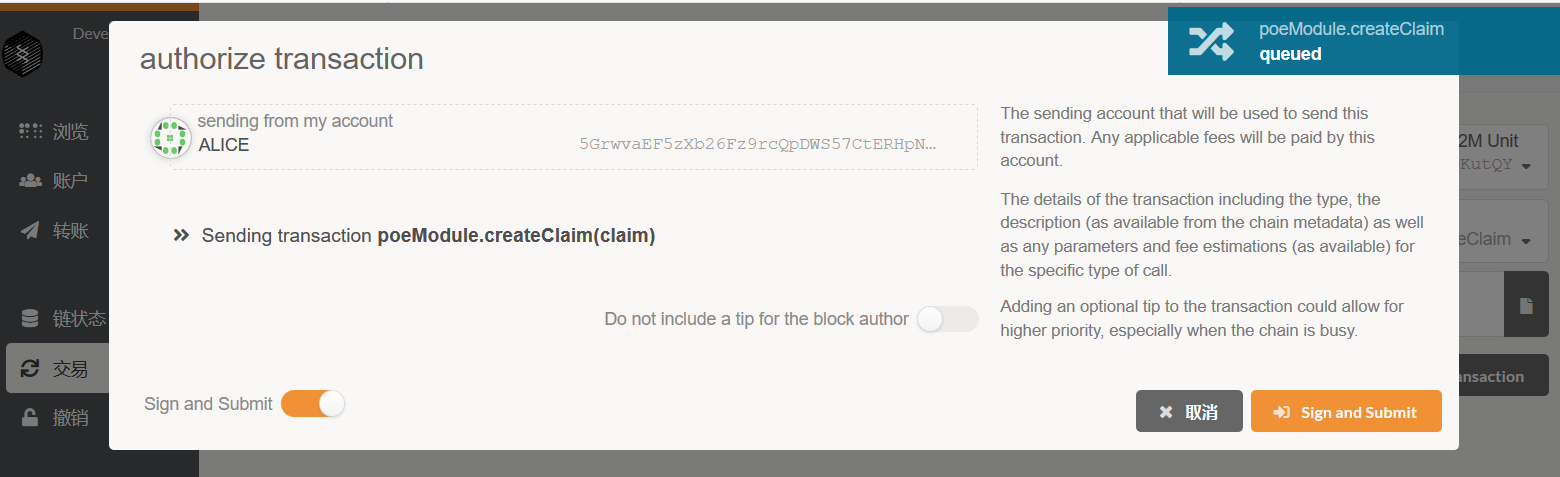 Deve
浏览
账户
转账
链状态
交易
撤销
authorize transaction
sending from my account
ALICE
5GrwvaEF5zXb26Fz9rcQpDWS57CtERHpN…
Sending transaction poeModule.createClaim(claim)
Do not include a tip for the block author
Sign and Submit
The sending account that will be used to send this
transaction. Any applicable fees will be paid by this
account.
The details of the transaction including the type, the
description (as available from the chain metadata) as well
as any parameters and fee estimations (as available) for
the specific type of call.
Adding an optional tip to the transaction could allow for
higher priority, especially when the chain is busy.
取消
Sign and Submit
poeModule.createClaim
queued
2M Unit
KutQY
eClaim
ansaction